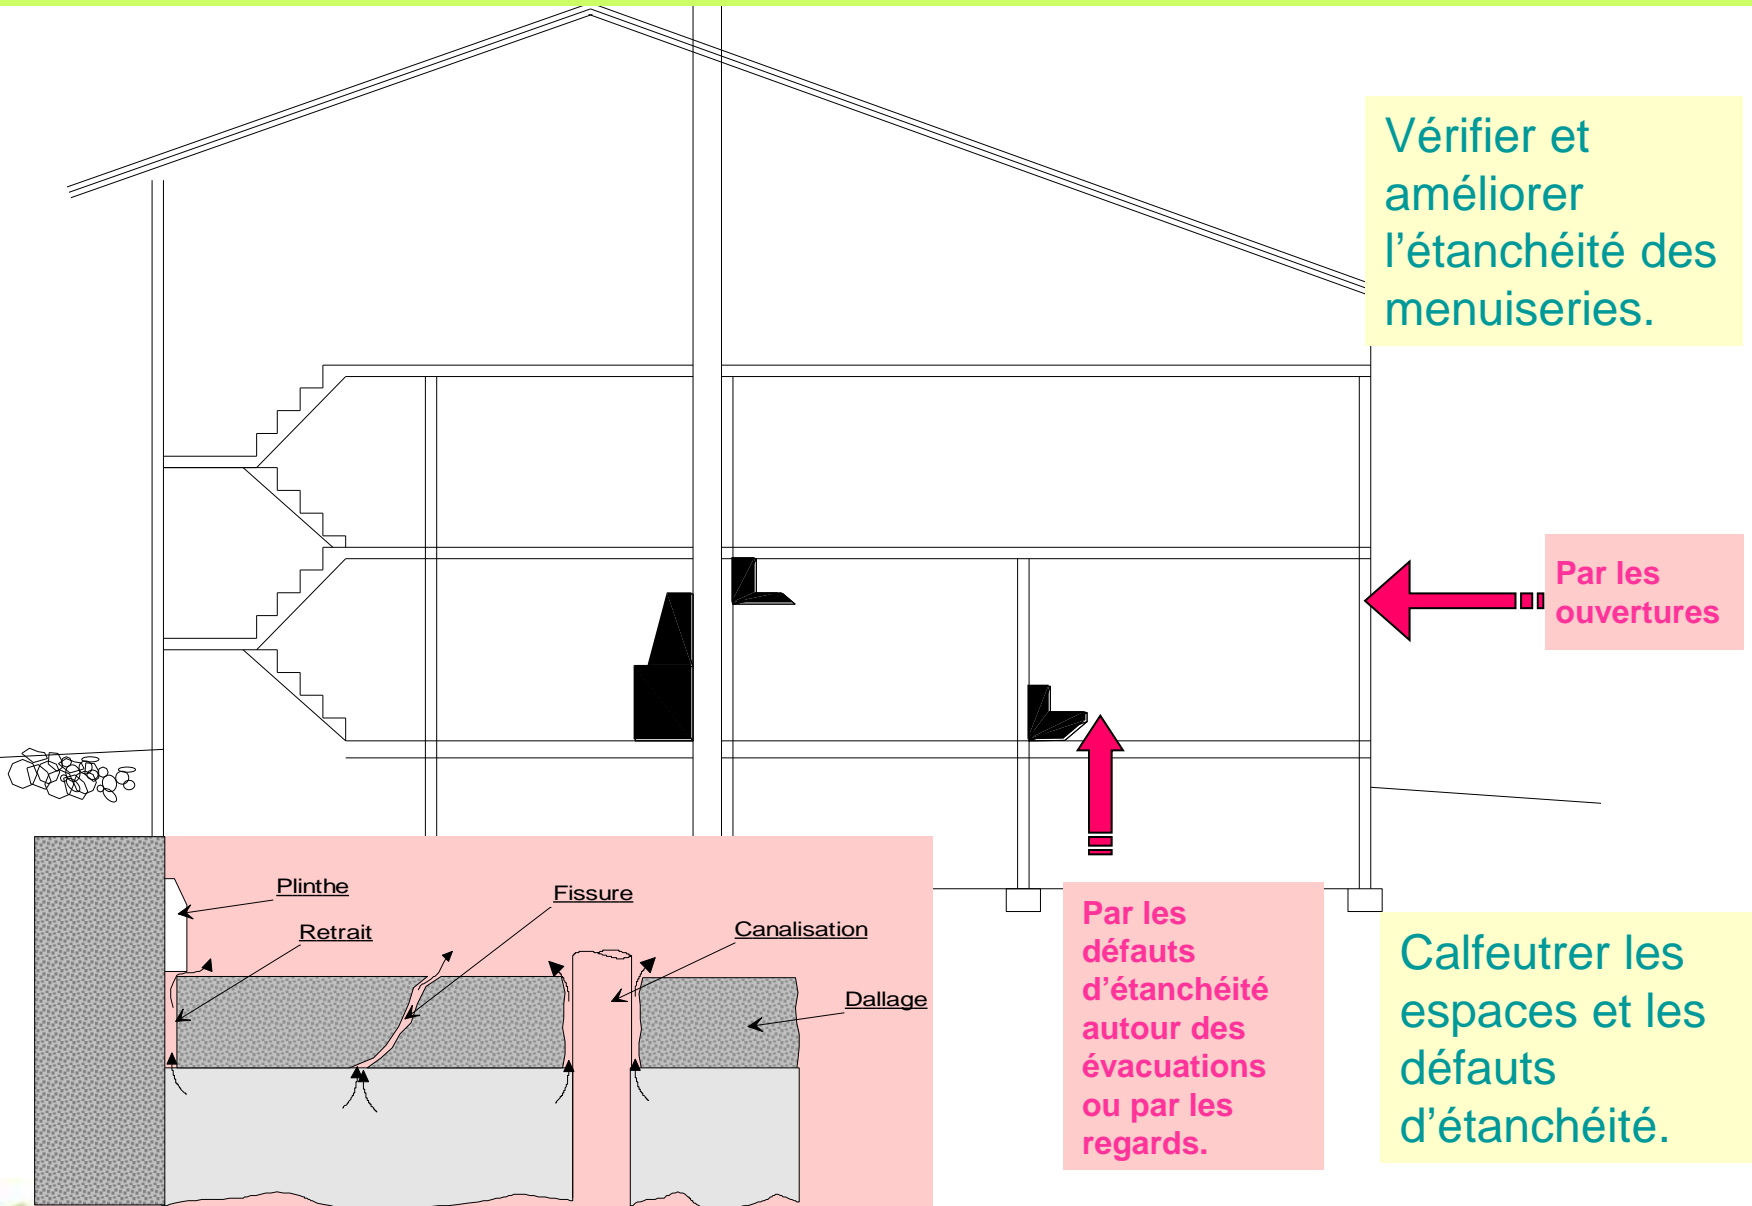 Vérifier et
améliorer
l’étanchéité des
menuiseries.
Par les
ouvertures
Plinthe
Retrait
Fissure
Canalisation
Dallage
Par les
défauts
d’étanchéité
autour des
évacuations
ou par les
regards.
Calfeutrer les
espaces et les
défauts
d’étanchéité.